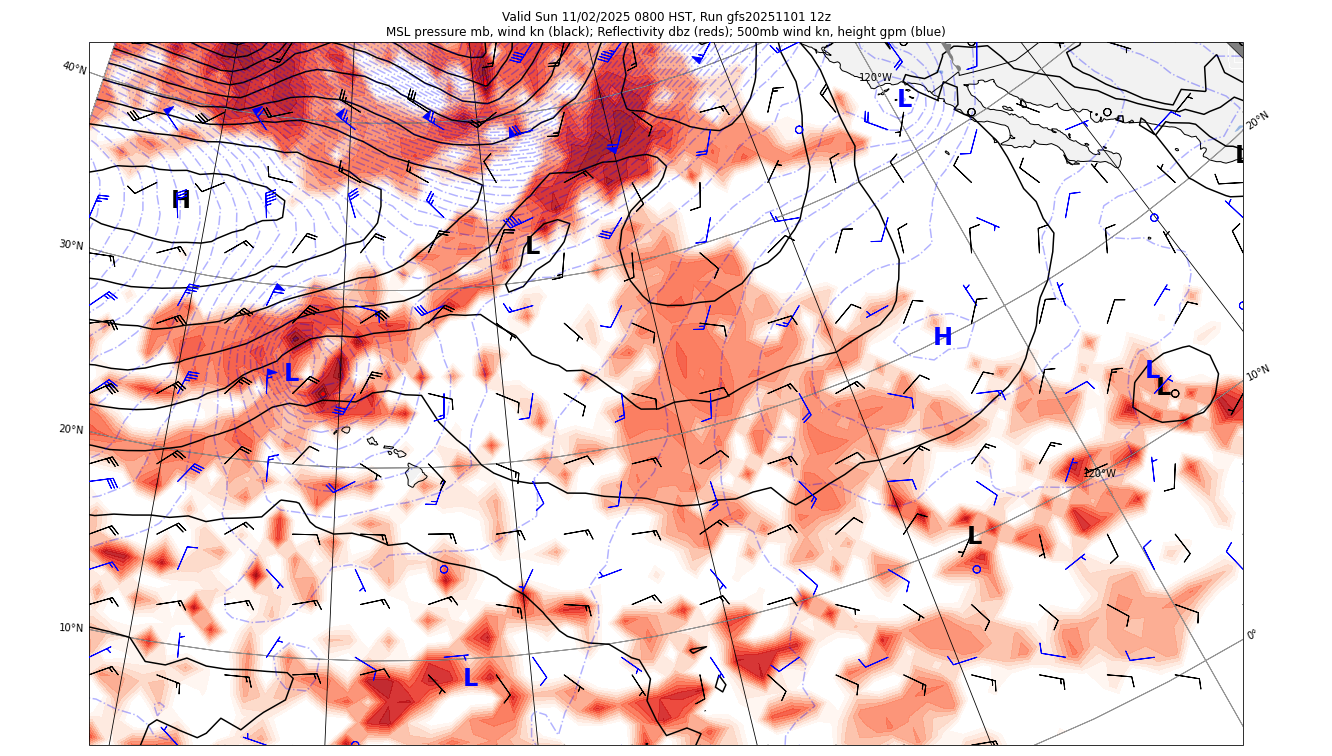 Valid Sun 11/02/2025 0800 HST, Run gfs20251101 12z
MSL pressure mb, wind kn (black); Reflectivity dbz (reds); 500mb wind kn, height gpm (blue)
40°N
120°W
L
20°N
L
H
30°N
L
H
L
L
10°N
L
20°N
120°W
L
10°N
0°
L